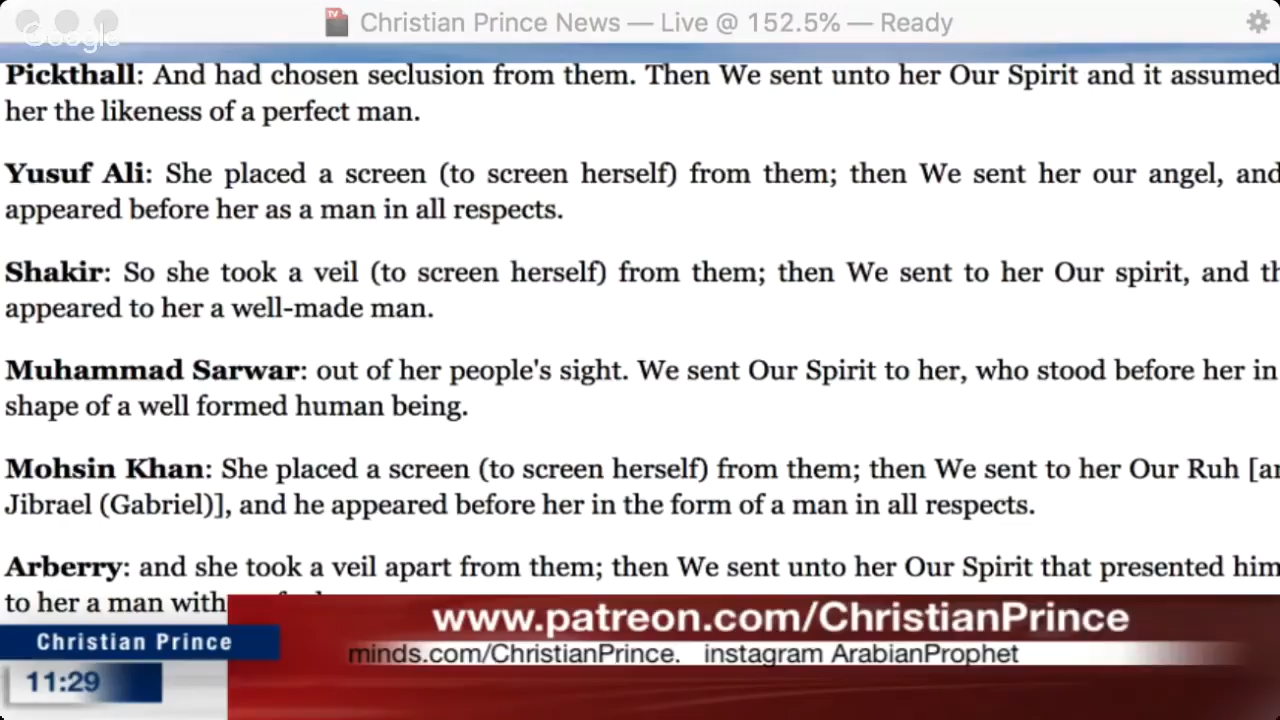 Christian Prince News — Live @ 152.5% — Ready
Google
Pickthall: And had chosen seclusion from them. Then We sent unto her Our Spirit and it assumed
her the likeness of a perfect man.
Yusuf Ali: She placed a screen (to screen herself) from them; then We sent her our angel, and
appeared before her as a man in all respects.
Shakir: So she took a veil (to screen herself) from them; then We sent to her Our spirit, and
appeared to her a well-made man.
Muhammad Sarwar: out of her people's sight. We sent Our Spirit to her, who stood before her in
shape of a well formed human being.
Mohsin Khan: She placed a screen (to screen herself) from them; then We sent to her Our Ruh
Jibrael (Gabriel)], and he appeared before her in the form of a man in all respects.
Arberry: and she took a veil apart from them; then We sent unto her Our Spirit that presented him
to her a man with
www.patreon.com/ChristianPrince
Christian Prince
minds.com/ChristianPrince. instagram ArabianProphet
11:29